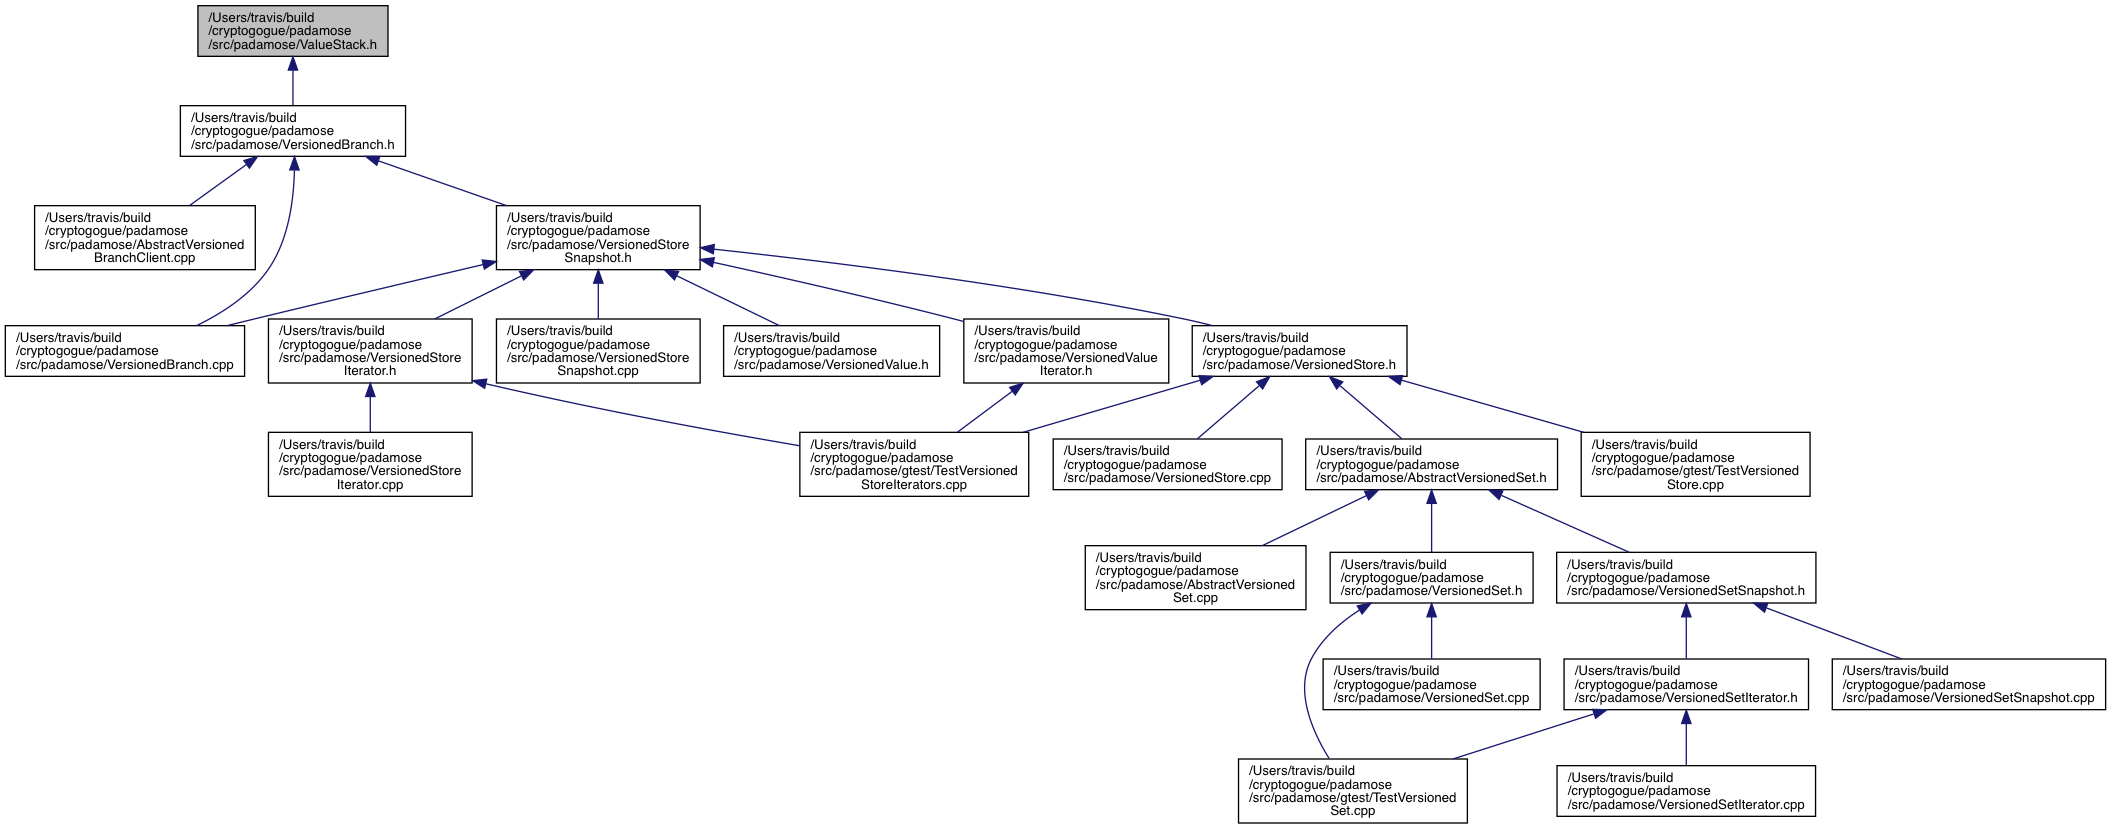 /Users/travis/build
/cryptogogue/padamose
/src/padamose/ValueStack.h
/Users/travis/build
/cryptogogue/padamose
/src/padamose/VersionedBranch.h
/Users/travis/build
/cryptogogue/padamose
/src/padamose/AbstractVersioned
BranchClient.cpp
/Users/travis/build
/cryptogogue/padamose
/src/padamose/VersionedStore
Snapshot.h
/Users/travis/build
/cryptogogue/padamose
/src/padamose/VersionedBranch.cpp
/Users/travis/build
/cryptogogue/padamose
/src/padamose/VersionedStore
Iterator.h
/Users/travis/build
/cryptogogue/padamose
/src/padamose/VersionedStore
Snapshot.cpp
/Users/travis/build
/cryptogogue/padamose
/src/padamose/VersionedValue.h
/Users/travis/build
/cryptogogue/padamose
/src/padamose/VersionedValue
Iterator.h
/Users/travis/build
/cryptogogue/padamose
/src/padamose/VersionedStore.h
/Users/travis/build
/cryptogogue/padamose
/src/padamose/VersionedStore
Iterator.cpp
/Users/travis/build
/cryptogogue/padamose
/src/padamose/gtest/TestVersioned
StoreIterators.cpp
/Users/travis/build
/cryptogogue/padamose
/src/padamose/VersionedStore.cpp
/Users/travis/build
/cryptogogue/padamose
/src/padamose/AbstractVersionedSet.h
/Users/travis/build
/cryptogogue/padamose
/src/padamose/gtest/TestVersioned
Store.cpp
/Users/travis/build
/cryptogogue/padamose
/src/padamose/AbstractVersioned
Set.cpp
/Users/travis/build
/cryptogogue/padamose
/src/padamose/VersionedSet.h
/Users/travis/build
/cryptogogue/padamose
/src/padamose/VersionedSetSnapshot.h
/Users/travis/build
/cryptogogue/padamose
/src/padamose/VersionedSet.cpp
/Users/travis/build
/cryptogogue/padamose
/src/padamose/VersionedSetIterator.h
/Users/travis/build
/cryptogogue/padamose
/src/padamose/VersionedSetSnapshot.cpp
/Users/travis/build
/cryptogogue/padamose
/src/padamose/gtest/TestVersioned
Set.cpp
/Users/travis/build
/cryptogogue/padamose
/src/padamose/VersionedSetIterator.cpp